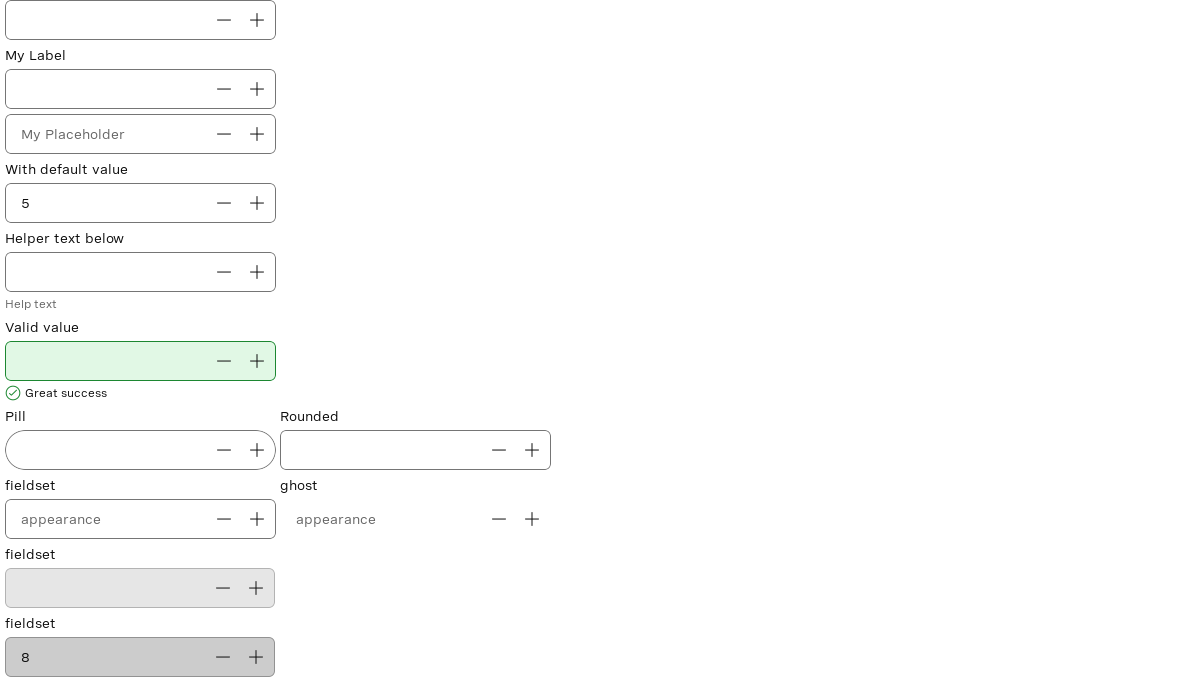 My Label
My Placeholder
With default value
5
Helper text below
Help text
Valid value
Great success
Pill
Rounded
fieldset
ghost
appearance
appearance
fieldset
fieldset
8